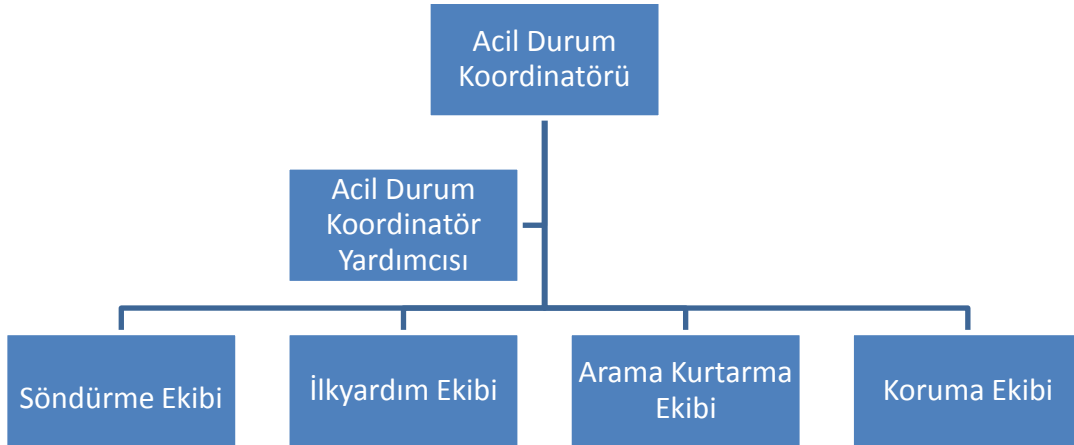 Acil Durum
Koordinatörü
Acil Durum
Koordinatör
Yardımcısı
Söndürme Ekibi
İlkyardım Ekibi
Arama Kurtarma
Ekibi
Koruma Ekibi